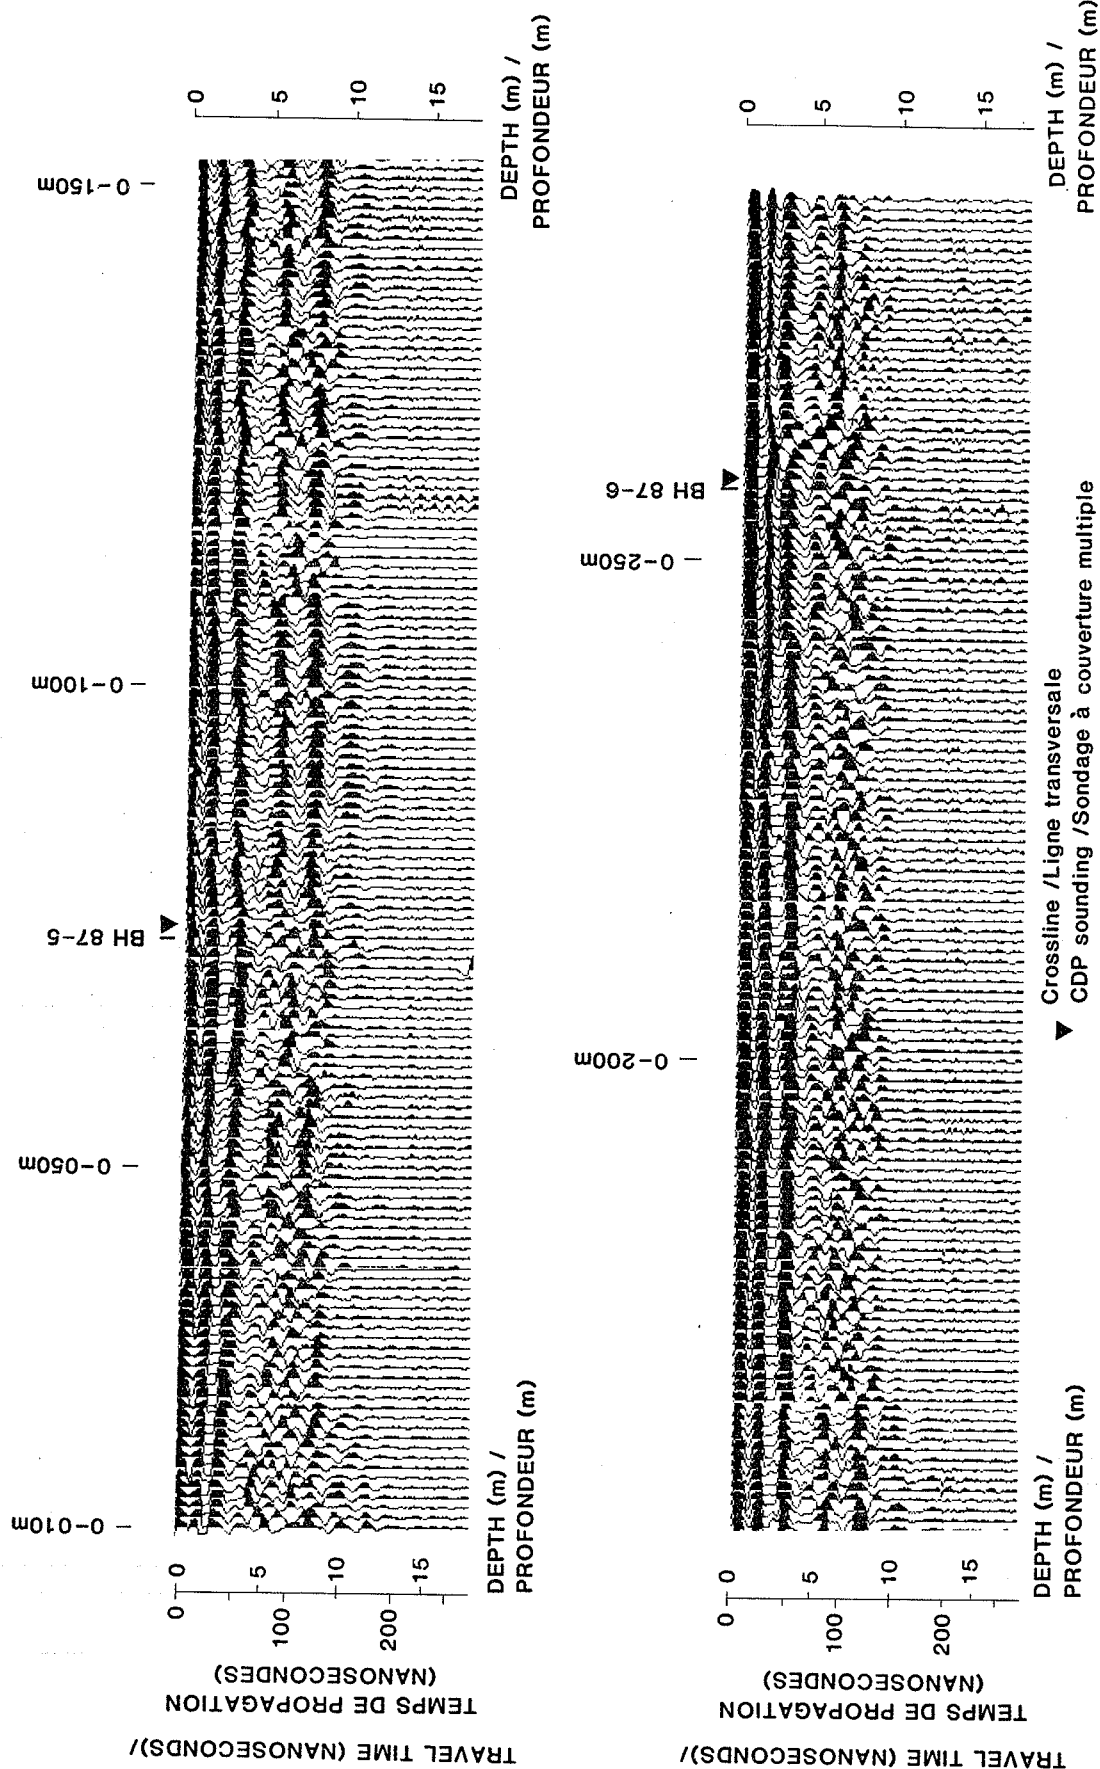 0-010m
0-050m
BH 87-5
0-100m
0-150m
0
5
10
15
0
100
200
TRAVEL TIME (NANOSECONDS)/
TEMPS DE PROPAGATION
(NANOSECONDES)
DEPTH (m) /
PROFONDEUR (m)
0
5
10
15
DEPTH (m) /
PROFONDEUR (m)
0-200m
0-250m
BH 87-6
0
5
10
15
0
100
200
TRAVEL TIME (NANOSECONDS)/
TEMPS DE PROPAGATION
(NANOSECONDES)
DEPTH (m) /
PROFONDEUR (m)
0
5
10
15
DEPTH (m) /
PROFONDEUR (m)
▼ Crossline /Ligne transversale
▼ CDP sounding /Sondage à couverture multiple